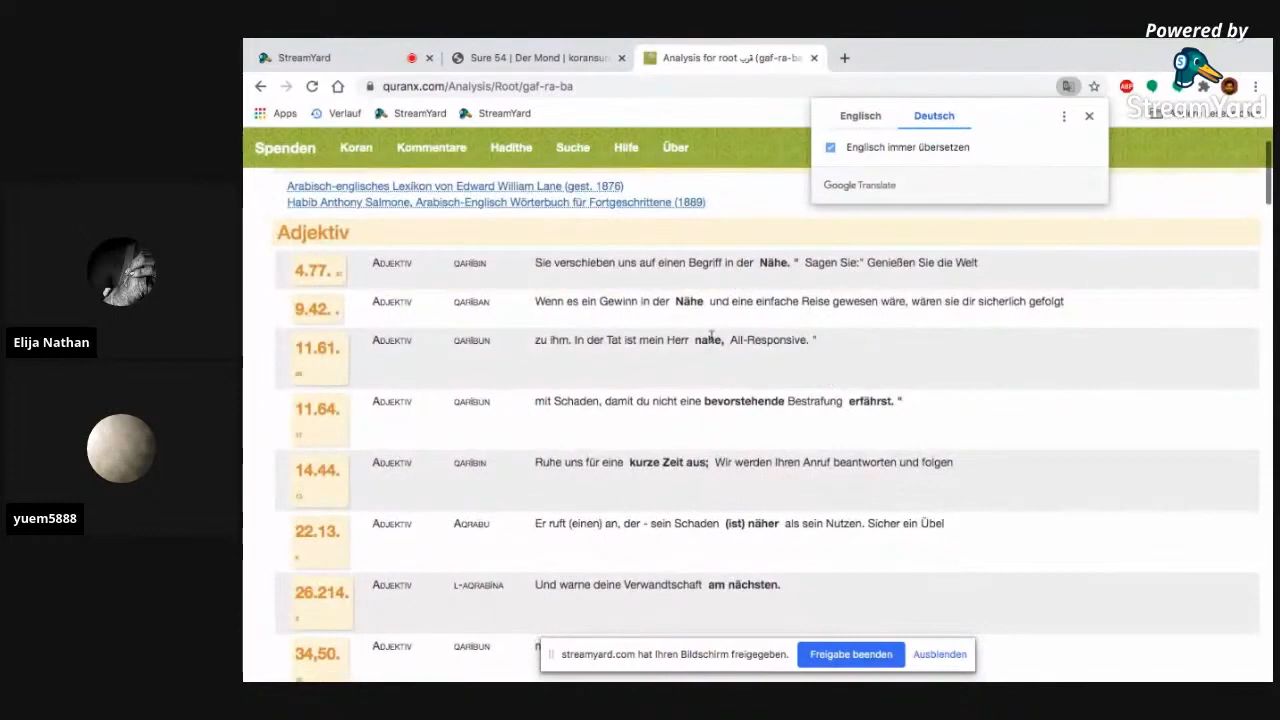 Powered by
StreamYard
StreamYard
Sure 54 | Der Mond | koransun
Analysis for root قرب (gaf-ra-ba
quranx.com/Analysis/Root/gaf-ra-ba
Apps
Verlauf
StreamYard
StreamYard
Englisch
Deutsch
Englisch immer übersetzen
Google Translate
Spenden
Koran
Kommentare
Hadithe
Suche
Hilfe
Über
Arabisch-englisches Lexikon von Edward William Lane (gest. 1876)
Habib Anthony Salmone, Arabisch-Englisch Wörterbuch für Fortgeschrittene (1889)
Adjektiv
4.77. ADJEKTIV QARĪBIN Sie verschieben uns auf einen Begriff in der Nähe. " Sagen Sie:" Genießen Sie die Welt
9.42. . ADJEKTIV QARĪBAN Wenn es ein Gewinn in der Nähe und eine einfache Reise gewesen wäre, wären sie dir sicherlich gefolgt
11.61. ADJEKTIV QARĪBUN zu ihm. In der Tat ist mein Herr nahe, All-Responsive. "
11.64. ADJEKTIV QARĪBUN mit Schaden, damit du nicht eine bevorstehende Bestrafung erfährst. "
14.44. ADJEKTIV QARĪBIN Ruhe uns für eine kurze Zeit aus; Wir werden Ihren Anruf beantworten und folgen
22.13. ADJEKTIV AQRABU Er ruft (einen) an, der - sein Schaden (ist) näher als sein Nutzen. Sicher ein Übel
26.214. ADJEKTIV L-AQRABĪNA Und warne deine Verwandtschaft am nächsten.
34,50. ADJEKTIV QARĪBUN
streamyard.com hat Ihren Bildschirm freigegeben.
Freigabe beenden
Ausblenden
Elija Nathan
yuem5888